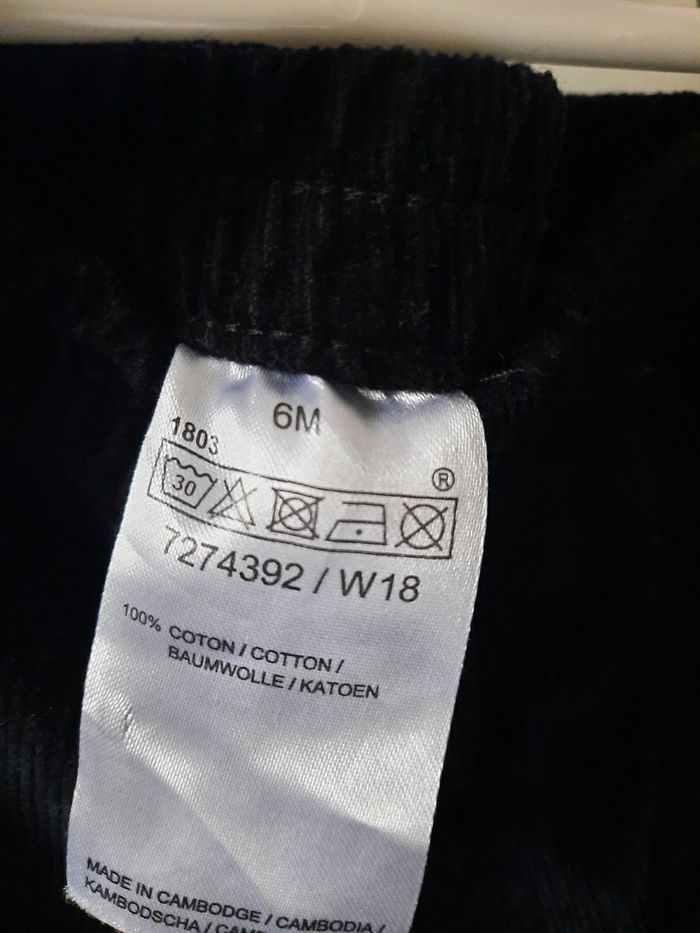 6M
1803
®
30
7274392 / W18
100% COTON / COTTON /
BAUMWOLLE / KATOEN
MADE IN CAMBODGE / CAMBODIA /
KAMBODSCHA /